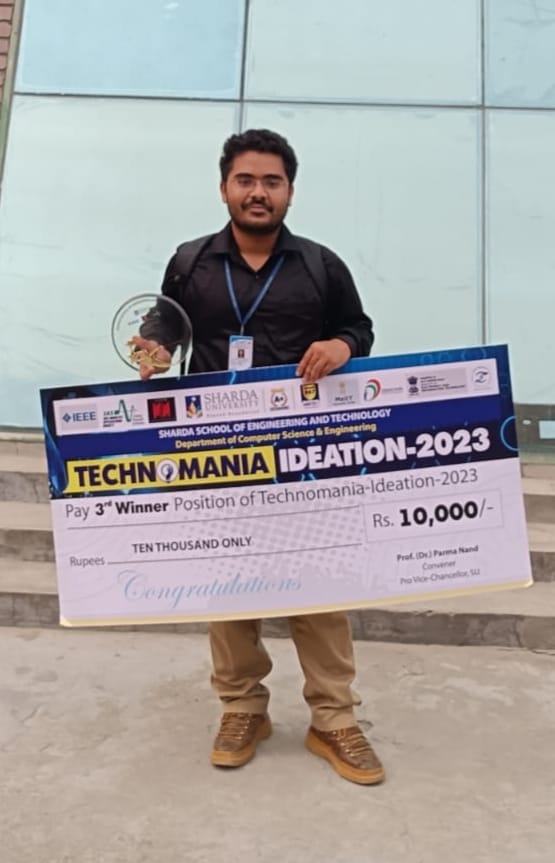 IEEE
SHARDA
UNIVERSITY
A+
MeitY
SHARDA SCHOOL OF ENGINEERING AND TECHNOLOGY
Department of Computer Science & Engineering
TECHNOMANIA IDEATION-2023
Pay 3rd Winner Position of Technomania-Ideation-2023
Rs. 10,000/-
Rupees TEN THOUSAND ONLY
Prof. (Dr.) Parma Nand
Convener
Pro Vice-Chancellor, SU
Congratulations